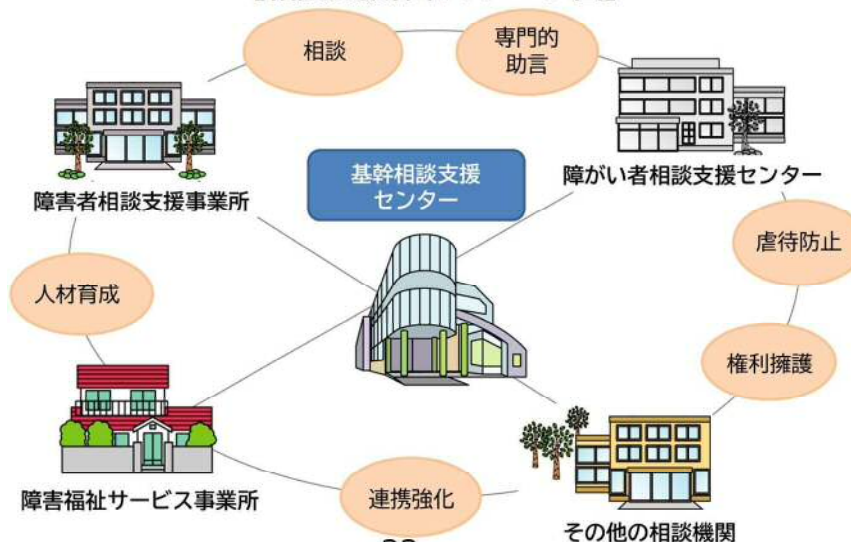 相談
専門的
助言
基幹相談支援
センター
障害者相談支援事業所
障がい者相談支援センター
虐待防止
人材育成
権利擁護
障害福祉サービス事業所
連携強化
その他の相談機関